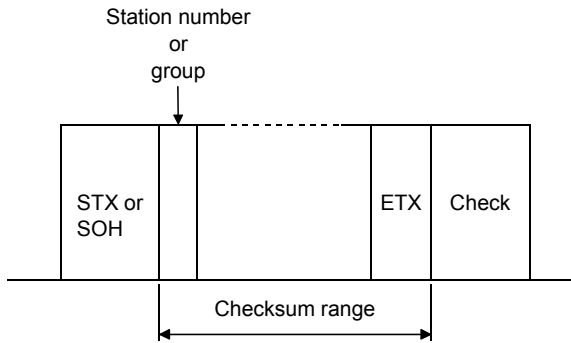 Station number
or
group
STX or
SOH
ETX
Check
Checksum range